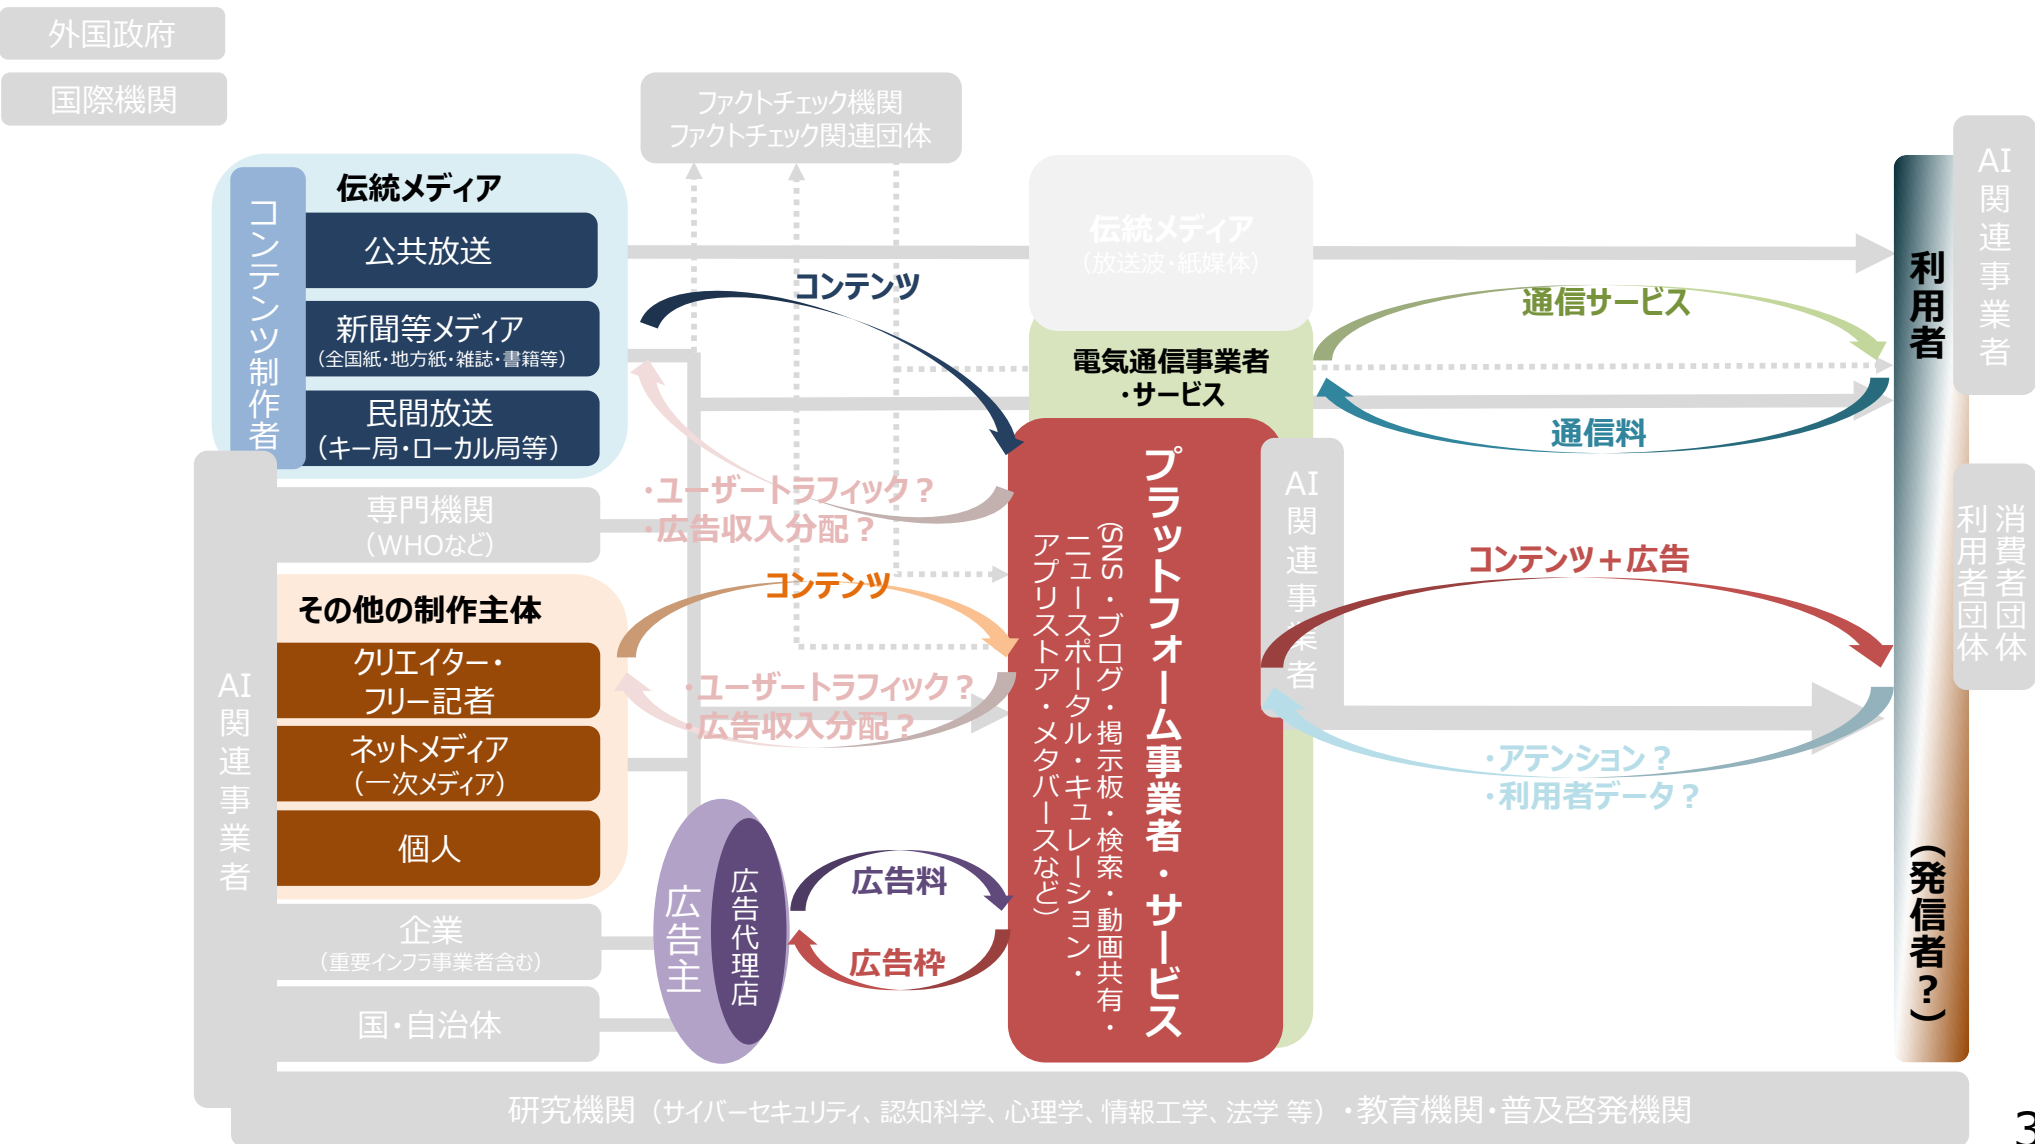 外国政府
国際機関
ファクトチェック機関
ファクトチェック関連団体
伝統メディア
コンテンツ制作者
公共放送
新聞等メディア
（全国紙・地方紙・雑誌・書籍等）
民間放送
（キー局・ローカル局等）
専門機関
（WHOなど）
その他の制作主体
クリエイター・
フリー記者
ネットメディア
（一次メディア）
個人
企業
（重要インフラ事業者含む）
国・自治体
AI関連事業者
コンテンツ
・ユーザートラフィック？
・広告収入分配？
コンテンツ
・ユーザートラフィック？
・広告収入分配？
広告主
広告代理店
広告料
広告枠
伝統メディア
（放送波・紙媒体）
電気通信事業者
・サービス
プラットフォーム事業者・サービス
(SNS・ブログ・掲示板・検索・動画共有・
ニュースポータル・キュレーション・
アプリストア・メタバースなど）
AI関連事業者
通信サービス
通信料
コンテンツ＋広告
・アテンション？
・利用者データ？
利用者
（発信者？）
AI関連事業者
消費者団体
利用者団体
研究機関（サイバーセキュリティ、認知科学、心理学、情報工学、法学 等）・教育機関・普及啓発機関
3